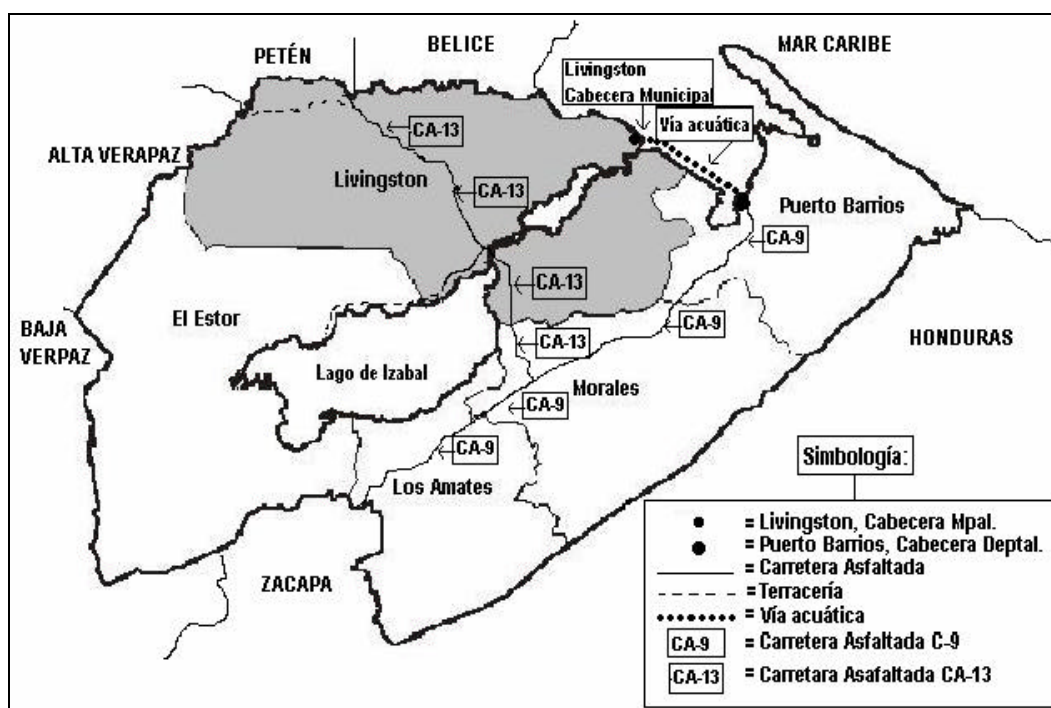 MAR CARIBE
BELICE
PETÉN
Livingston
Cabecera Municipal
Vía acuática
CA-13
ALTA VERAPAZ
Livingston
CA-13
Puerto Barrios
CA-9
CA-13
El Estor
CA-9
BAJA
VERPAZ
HONDURAS
CA-13
Lago de Izabal
Morales
CA-9
CA-9
Los Amates
ZACAPA
Simbología:
= Livingston, Cabecera Mpal.
= Puerto Barrios, Cabecera Deptal.
= Carretera Asfaltada
= Terracería
= Vía acuática
CA-9 = Carretera Asfaltada C-9
CA-13 = Carretara Asafaltada CA-13